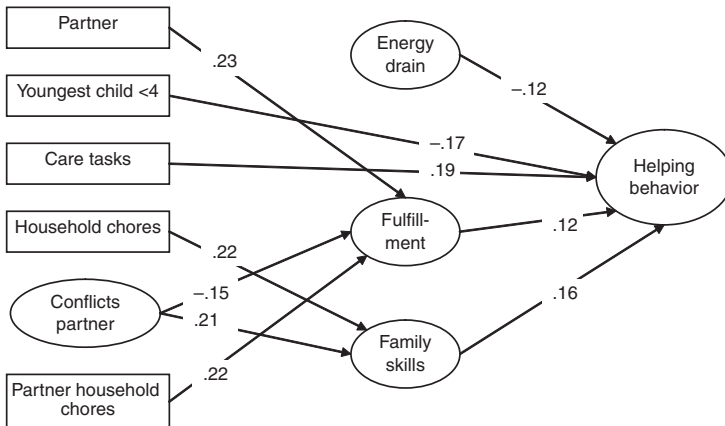 Partner
Youngest child <4
Care tasks
Household chores
Conflicts
partner
Partner household
chores
Energy
drain
Fulfill-
ment
Family
skills
Helping
behavior
.23
–.12
–.17
.19
.22
–.15
.21
.22
.12
.16